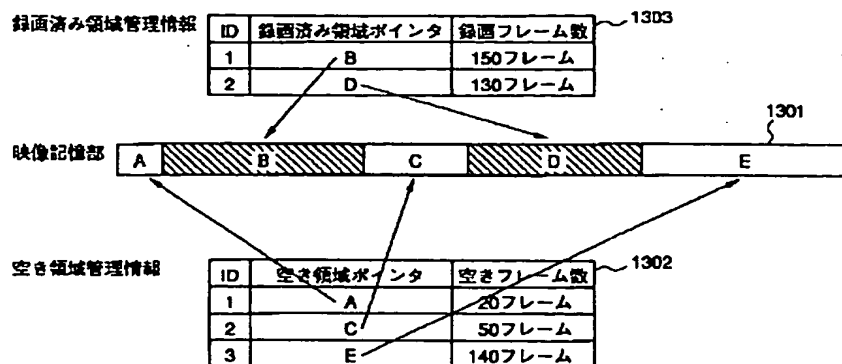 録画済み領域管理情報
ID 録画済み領域ポインタ 録画フレーム数
1303
1 B 150フレーム
2 D 130フレーム
1301
映像記憶部 A B C D E
空き領域管理情報
ID 空き領域ポインタ 空きフレーム数
1302
1 A 20フレーム
2 C 50フレーム
3 E 140フレーム